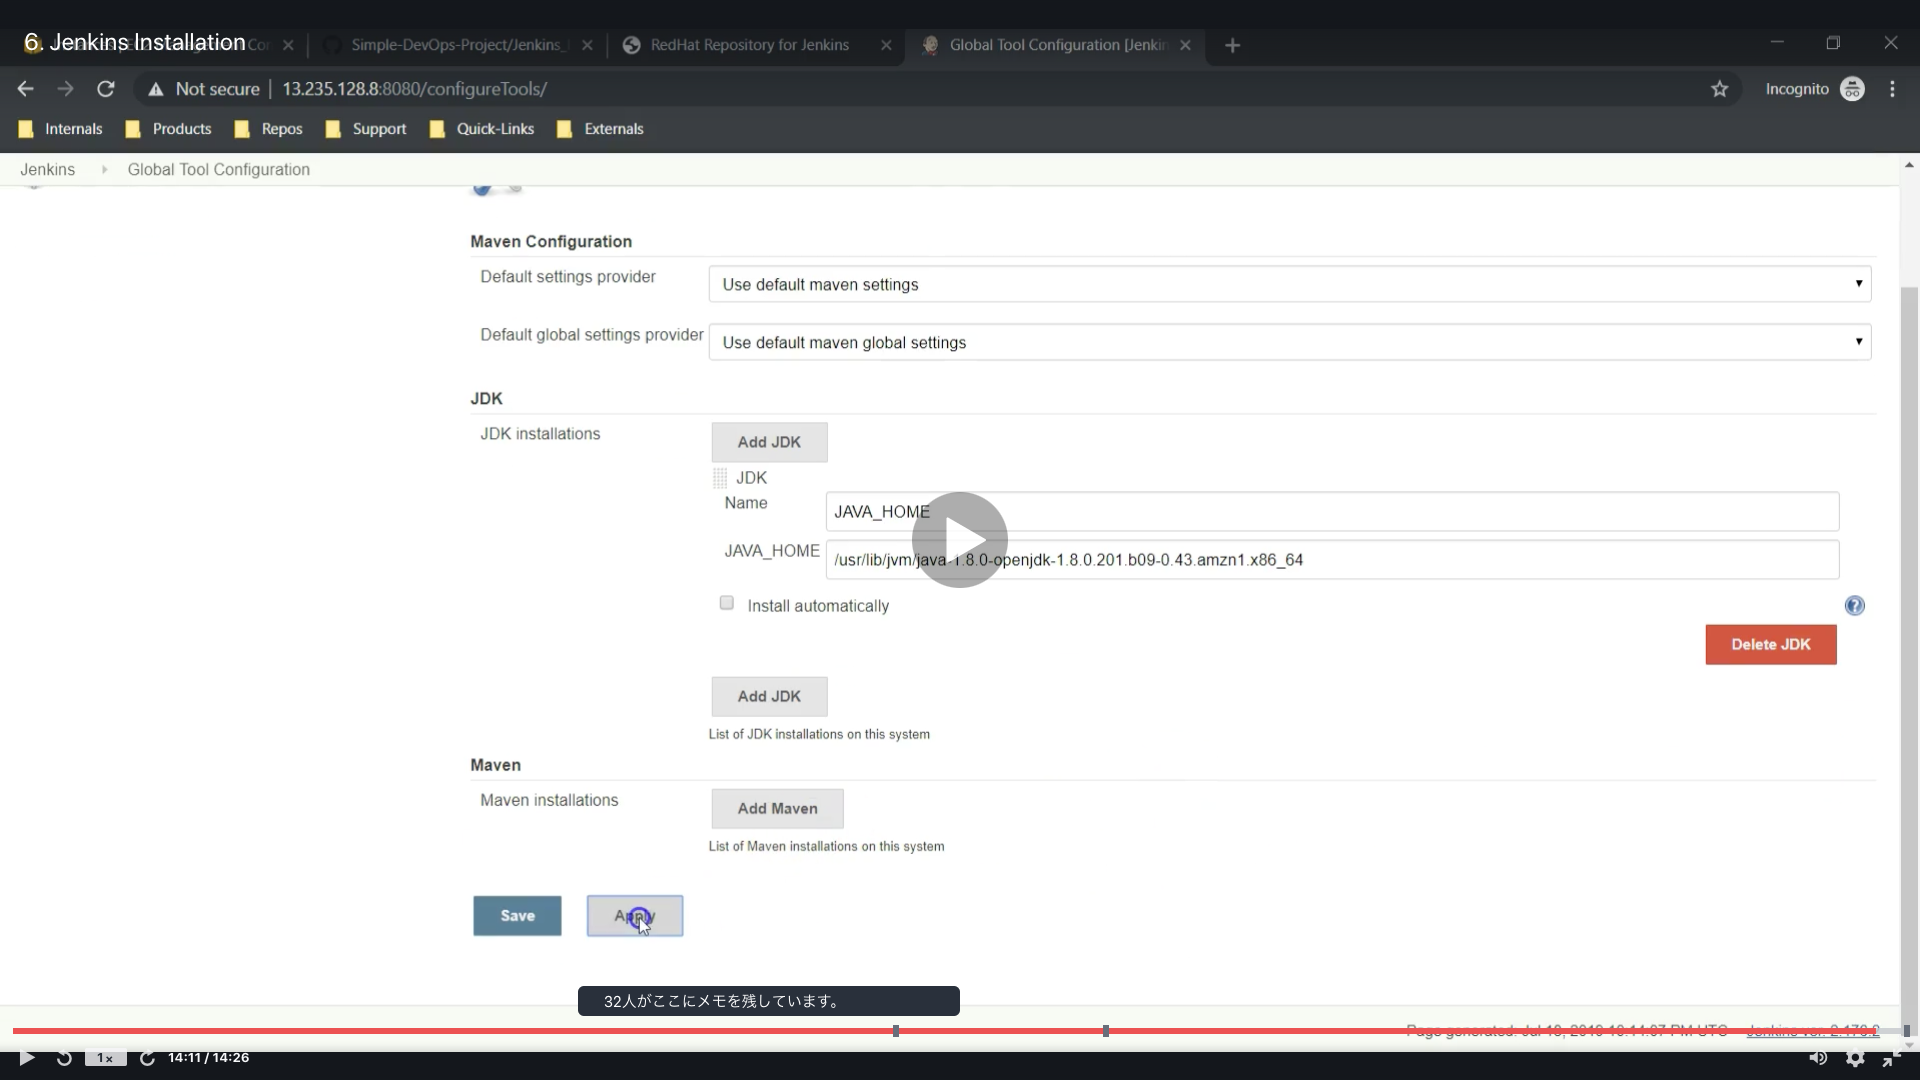 6. Jenkins Installation
Simple-DevOps-Project/Jenkins_
RedHat Repository for Jenkins
Global Tool Configuration [Jenkin
Not secure
13.235.128.8:8080/configureTools/
Incognito
Internals
Products
Repos
Support
Quick-Links
Externals
Jenkins
Global Tool Configuration
Maven Configuration
Default settings provider
Use default maven settings
Default global settings provider
Use default maven global settings
JDK
JDK installations
Add JDK
JDK
Name
JAVA_HOME
JAVA_HOME
/usr/lib/jvm/java-1.8.0-openjdk-1.8.0.201.b09-0.43.amzn1.x86_64
Install automatically
Delete JDK
Add JDK
List of JDK installations on this system
Maven
Maven installations
Add Maven
List of Maven installations on this system
Save
Apply
32人がここにメモを残しています。
Page generated:
Jenkins ver. 2.176.2
1x
14:11 / 14:26